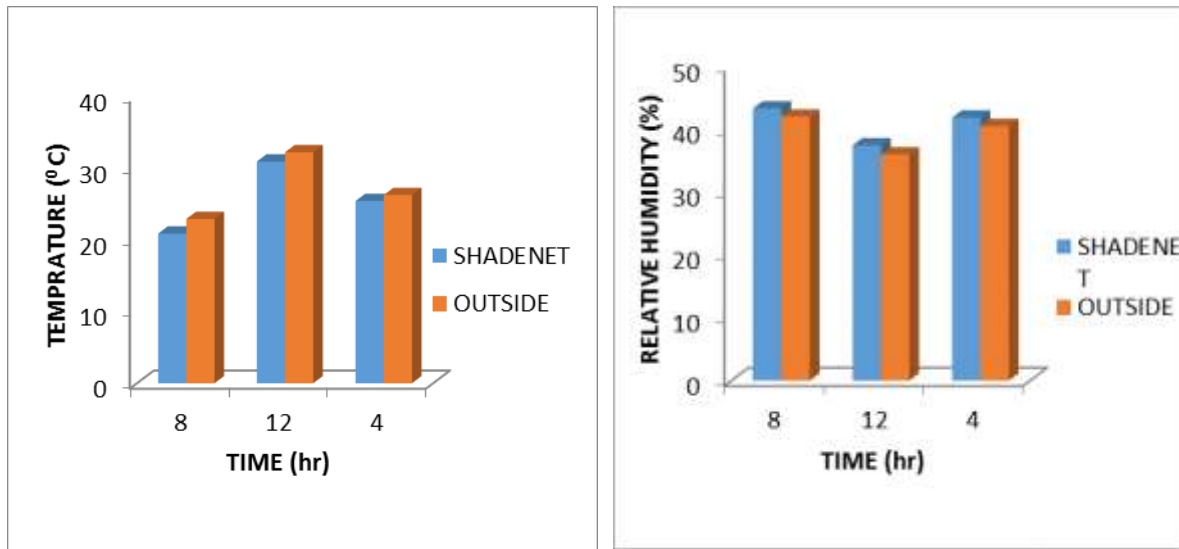 TEMPRATURE (⁰C)
40
30
20
10
0
8 12 4
TIME (hr)
SHADENET
OUTSIDE
RELATIVE HUMIDITY (%)
50
40
30
20
10
0
8 12 4
TIME (hr)
SHADENE
T
OUTSIDE